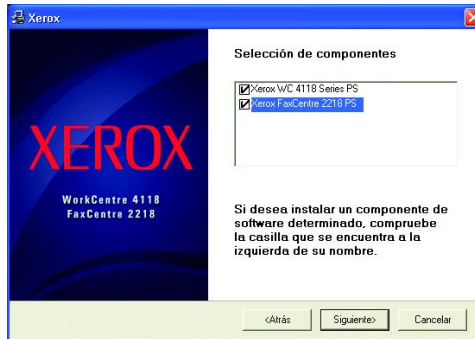 Xerox
Selección de componentes
Xerox WC 4118 Series PS
Xerox FaxCentre 2218 PS
XEROX
WorkCentre 4118
FaxCentre 2218
Si desea instalar un componente de
software determinado, compruebe
la casilla que se encuentra a la
izquierda de su nombre.
<Atrás
Siguiente>
Cancelar